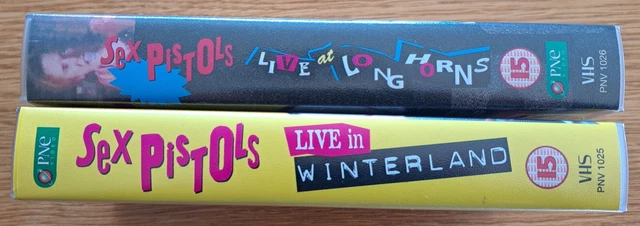 Sex PisTOLs LIVE at LONG HORNS 15 PNE VHS PNV 1026
PNE VIDEO Sex PisTOLs LIVE in WINTERLAND 15 VHS PNV 1025